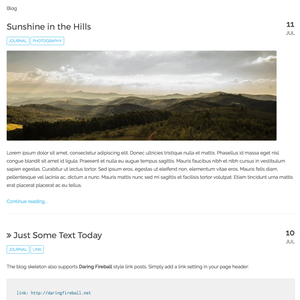 Blog
Sunshine in the Hills
11
JUL
JOURNAL PHOTOGRAPHY
Lorem ipsum dolor sit amet, consectetur adipiscing elit. Donec ultricies tristique nulla et mattis. Phasellus id massa eget nisl
congue blandit sit amet id ligula. Praesent et nulla eu augue tempus sagittis. Mauris faucibus nibh et nibh cursus in vestibulum
sapien egestas. Curabitur ut lectus tortor. Sed ipsum eros, egestas ut eleifend non, elementum vitae eros. Mauris felis diam,
pellentesque vel lacinia ac, dictum a nunc. Mauris mattis nunc sed mi sagittis et facilisis tortor volutpat. Etiam tincidunt urna mattis
erat placerat placerat ac eu tellus.
Continue reading...
» Just Some Text Today
10
JUL
JOURNAL LINK
The blog skeleton also supports Daring Fireball style link posts. Simply add a link setting in your page header:
link: http://daringfireball.net